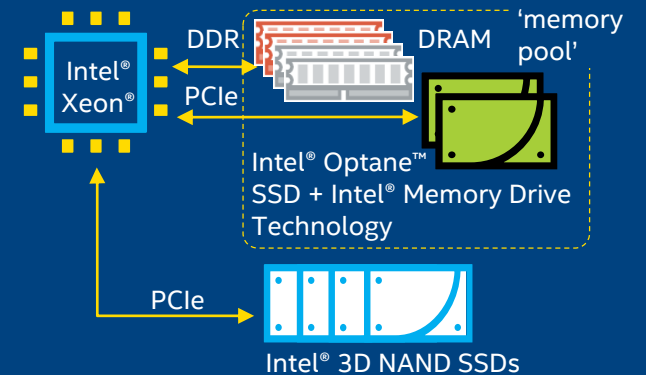 DDR
DRAM
'memory
pool'
Intel®
Xeon®
PCIe
Intel® Optane™
SSD + Intel® Memory Drive
Technology
PCIe
Intel® 3D NAND SSDs